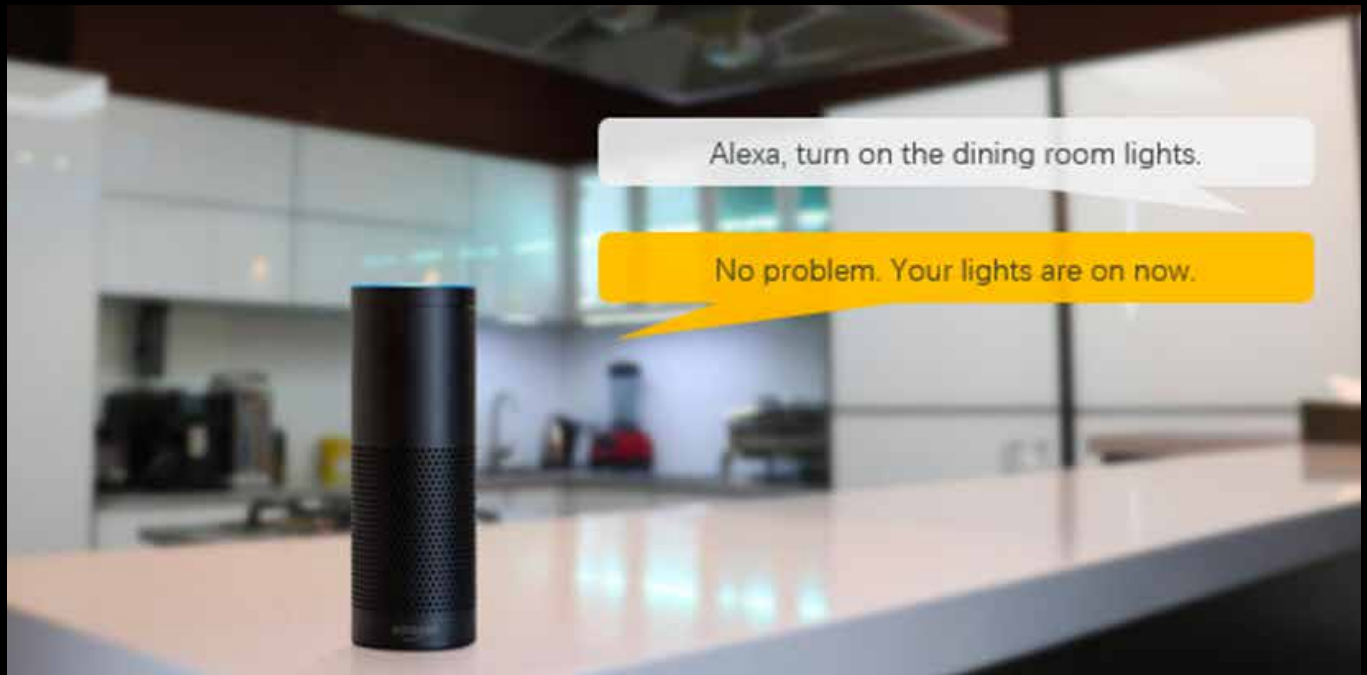 Alexa, turn on the dining room lights.
No problem. Your lights are on now.